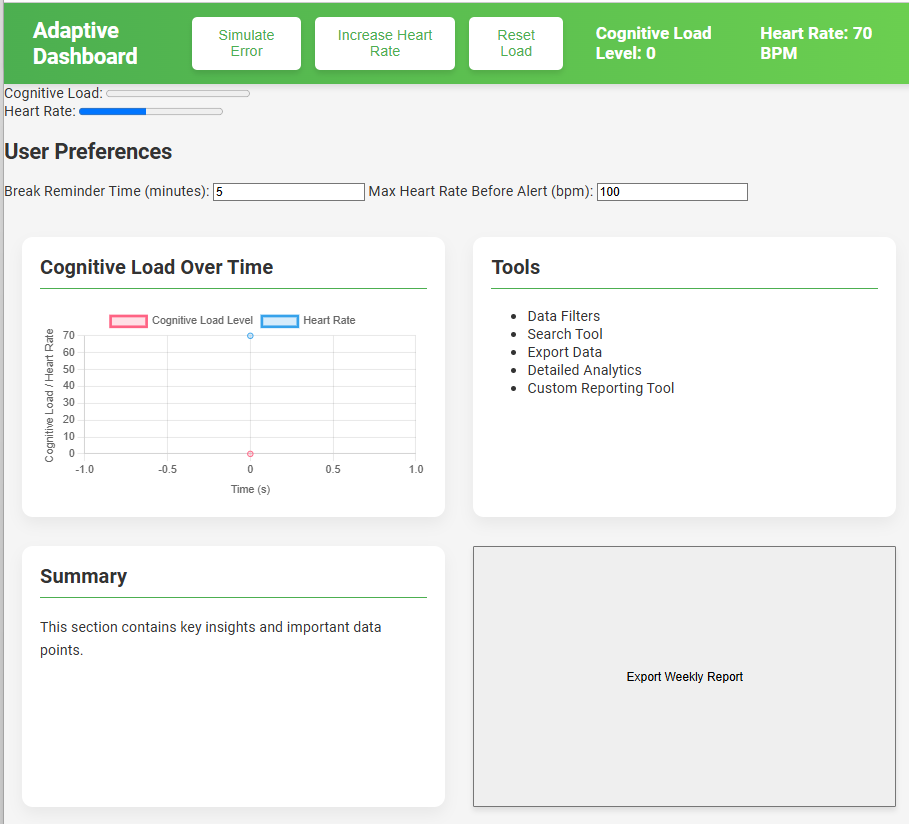 Adaptive
Dashboard
Simulate
Error
Increase Heart
Rate
Reset
Load
Cognitive Load
Level: 0
Heart Rate: 70
BPM
Cognitive Load:
Heart Rate:
User Preferences
Break Reminder Time (minutes): 5 Max Heart Rate Before Alert (bpm): 100
Cognitive Load Over Time
Cognitive Load Level Heart Rate
Cognitive Load / Heart Rate
70
60
50
40
30
20
10
0
-1.0 -0.5 0 0.5 1.0
Time (s)
Tools
Data Filters
Search Tool
Export Data
Detailed Analytics
Custom Reporting Tool
Summary
This section contains key insights and important data
points.
Export Weekly Report